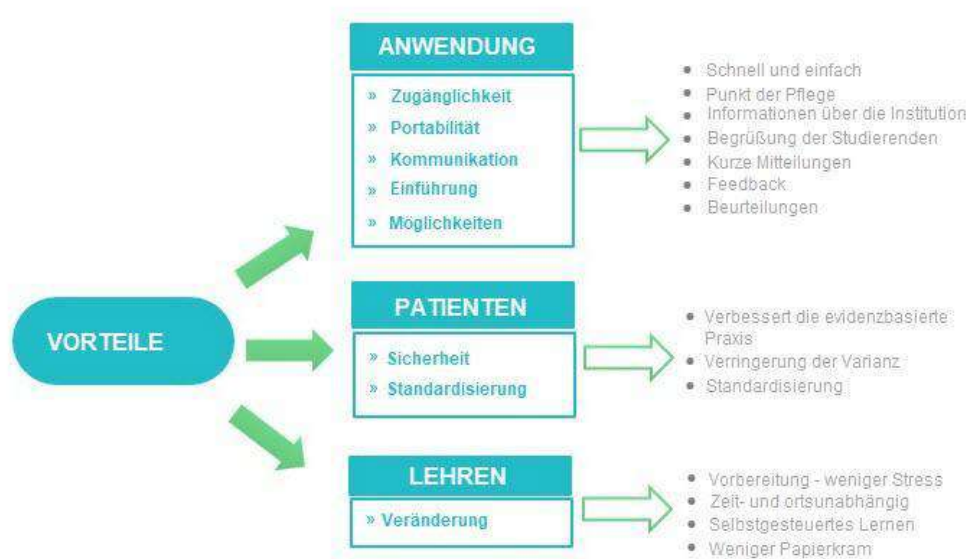 VORTEILE
ANWENDUNG
» Zugänglichkeit
» Portabilität
» Kommunikation
» Einführung
» Möglichkeiten
• Schnell und einfach
• Punkt der Pflege
• Informationen über die Institution
• Begrüßung der Studierenden
• Kurze Mitteilungen
• Feedback
• Beurteilungen
PATIENTEN
» Sicherheit
» Standardisierung
• Verbessert die evidenzbasierte
Praxis
• Verringerung der Varianz
• Standardisierung
LEHREN
» Veränderung
• Vorbereitung - weniger Stress
• Zeit- und ortsunabhängig
• Selbstgesteuertes Lernen
• Weniger Papierkram